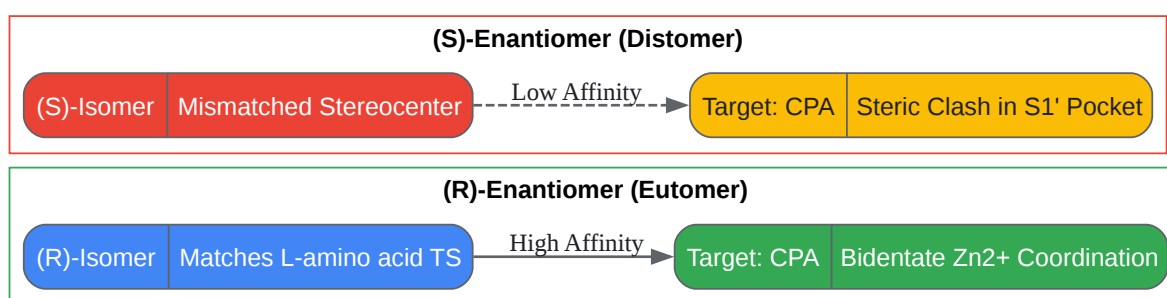 (S)-Enantiomer (Distomer)
(S)-Isomer Mismatched Stereocenter Low Affinity Target: CPA Steric Clash in S1' Pocket
(R)-Enantiomer (Eutomer)
(R)-Isomer Matches L-amino acid TS High Affinity Target: CPA Bidentate Zn2+ Coordination